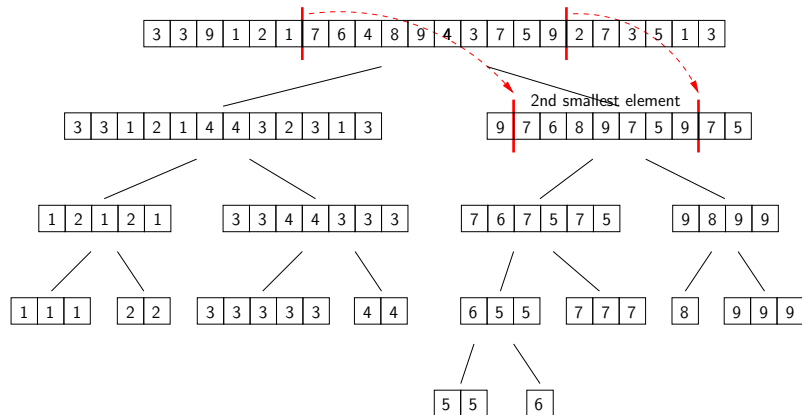 3 3 9 1 2 1 7 6 4 8 9 4 3 7 5 9 2 7 3 5 1 3
2nd smallest element
3 3 1 2 1 4 4 3 2 3 1 3 9 7 6 8 9 7 5 9 7 5
1 2 1 2 1 3 3 4 4 3 3 3 7 6 7 5 7 5 9 8 9 9
1 1 1 2 2 3 3 3 3 3 4 4 6 5 5 7 7 7 8 9 9 9
5 5 6